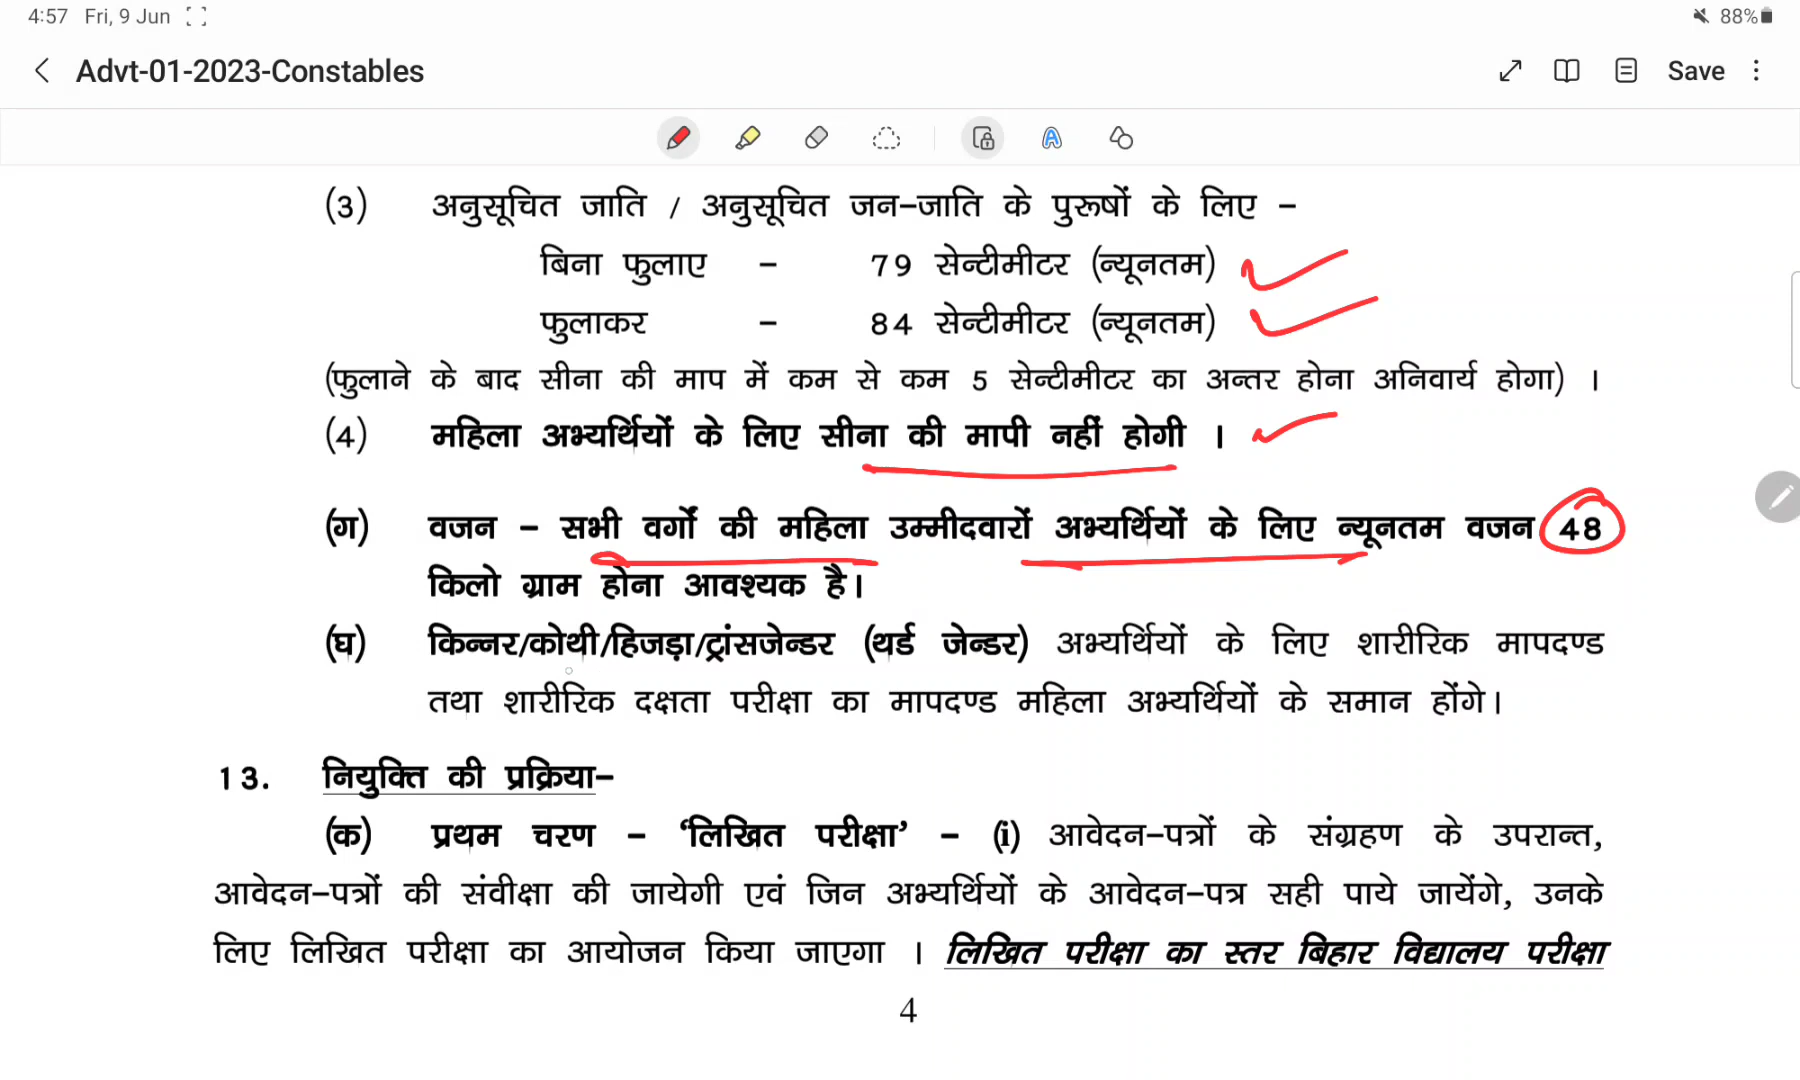 4:57 Fri, 9 Jun 88%
Advt-01-2023-Constables Save
(3) अनुसूचित जाति / अनुसूचित जन-जाति के पुरूषों के लिए -
बिना फुलाए - 79 सेन्टीमीटर (न्यूनतम)
फुलाकर - 84 सेन्टीमीटर (न्यूनतम)
(फुलाने के बाद सीना की माप में कम से कम 5 सेन्टीमीटर का अन्तर होना अनिवार्य होगा) ।
(4) महिला अभ्यर्थियों के लिए सीना की मापी नहीं होगी ।
(ग) वजन - सभी वर्गों की महिला उम्मीदवारों अभ्यर्थियों के लिए न्यूनतम वजन 48
किलो ग्राम होना आवश्यक है।
(घ) किन्नर/कोथी/हिजड़ा/ट्रांसजेन्डर (थर्ड जेन्डर) अभ्यर्थियों के लिए शारीरिक मापदण्ड
तथा शारीरिक दक्षता परीक्षा का मापदण्ड महिला अभ्यर्थियों के समान होंगे।
13. नियुक्ति की प्रक्रिया-
(क) प्रथम चरण - ‘लिखित परीक्षा’ - (i) आवेदन-पत्रों के संग्रहण के उपरान्त,
आवेदन-पत्रों की संवीक्षा की जायेगी एवं जिन अभ्यर्थियों के आवेदन-पत्र सही पाये जायेंगे, उनके
लिए लिखित परीक्षा का आयोजन किया जाएगा । लिखित परीक्षा का स्तर बिहार विद्यालय परीक्षा
4